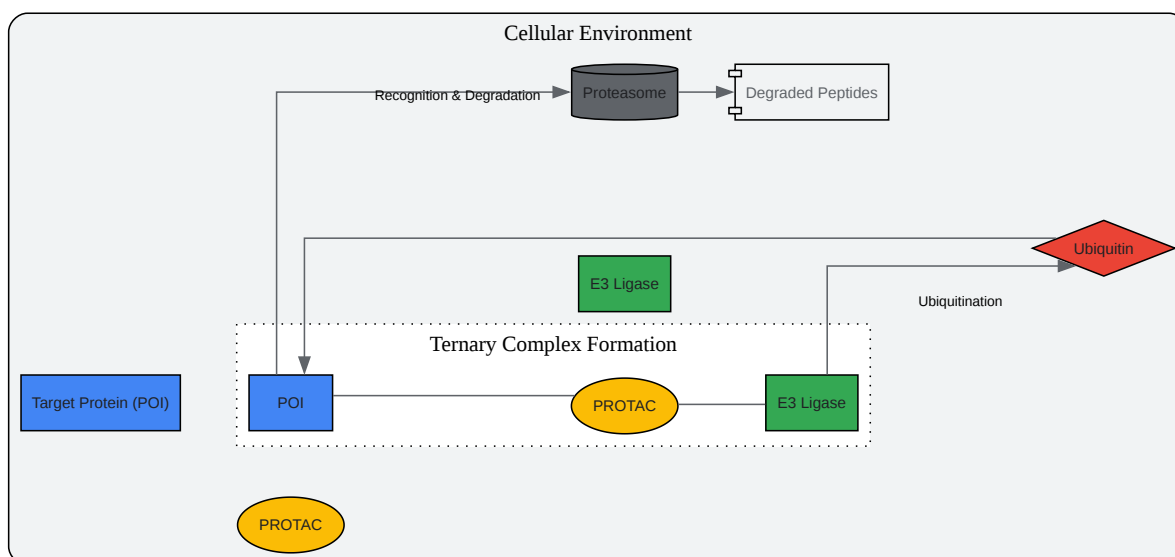 Cellular Environment
Recognition & Degradation
Proteasome
Degraded Peptides
Ubiquitin
E3 Ligase
Ubiquitination
Ternary Complex Formation
Target Protein (POI)
POI
PROTAC
E3 Ligase
PROTAC